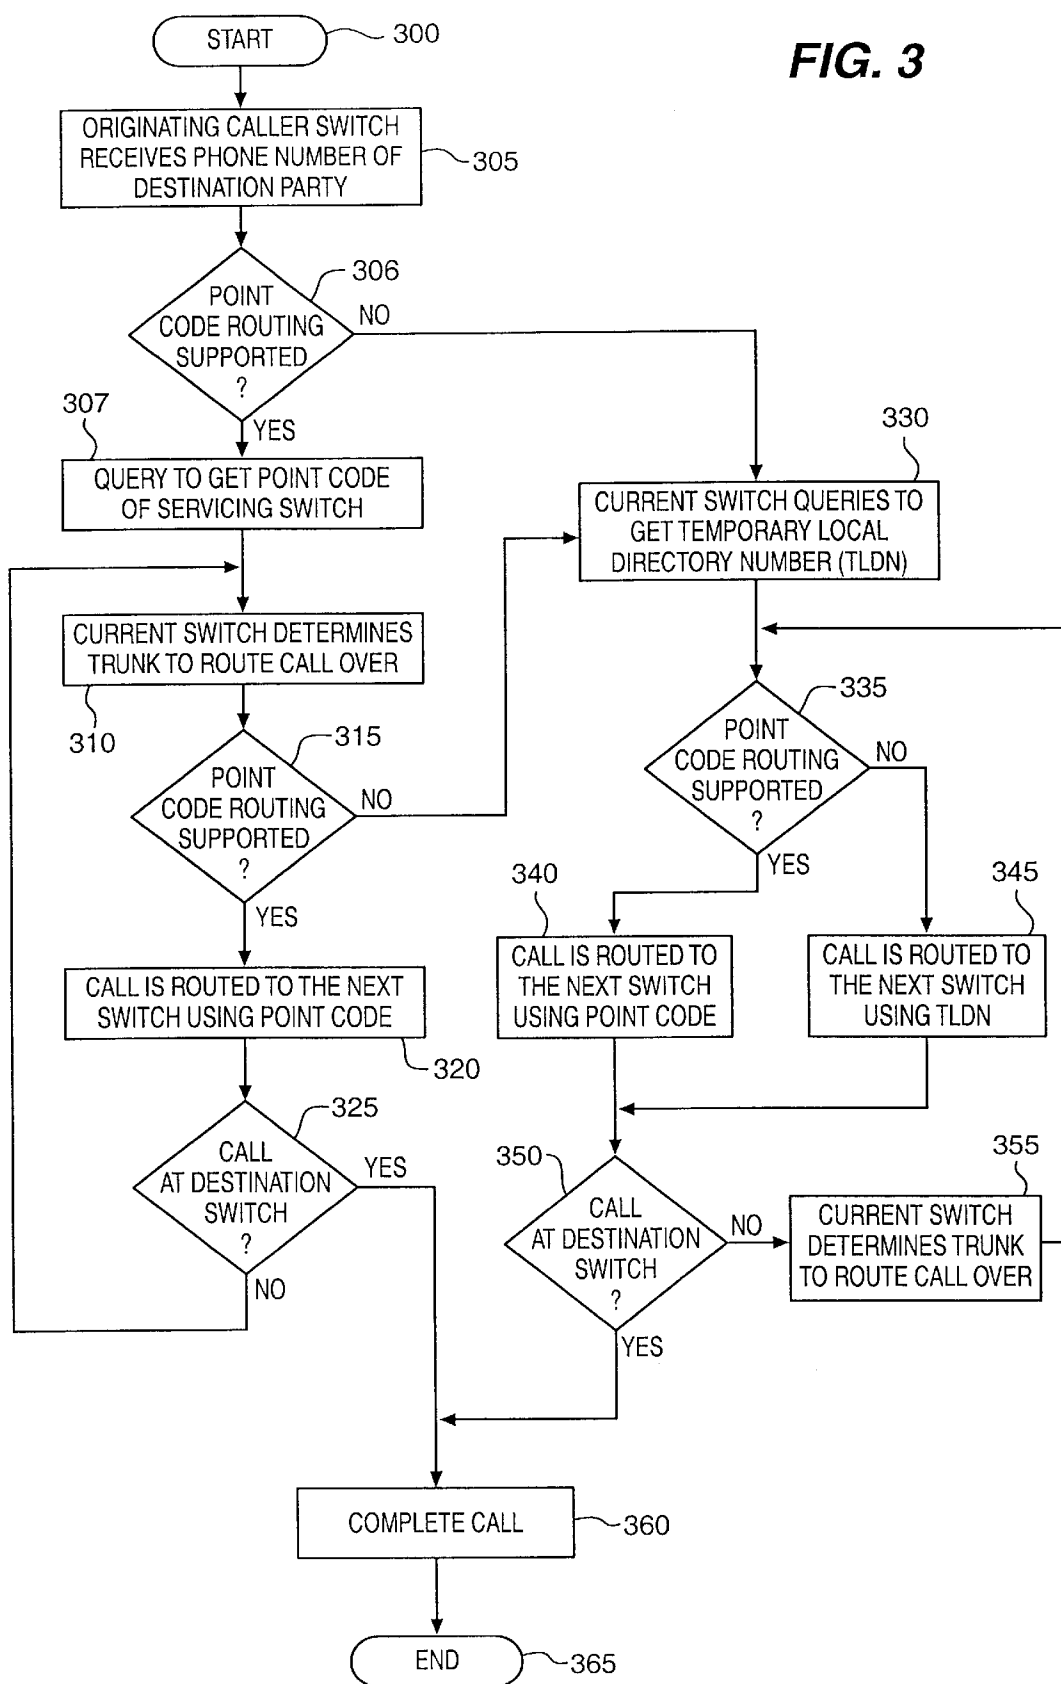 FIG. 3
START
300
ORIGINATING CALLER SWITCH
RECEIVES PHONE NUMBER OF
DESTINATION PARTY
305
306
POINT
CODE ROUTING
SUPPORTED
?
NO
YES
307
QUERY TO GET POINT CODE
OF SERVICING SWITCH
330
CURRENT SWITCH QUERIES TO
GET TEMPORARY LOCAL
DIRECTORY NUMBER (TLDN)
CURRENT SWITCH DETERMINES
TRUNK TO ROUTE CALL OVER
310
315
POINT
CODE ROUTING
SUPPORTED
?
NO
YES
335
POINT
CODE ROUTING
SUPPORTED
?
NO
YES
340
CALL IS ROUTED TO
THE NEXT SWITCH
USING POINT CODE
345
CALL IS ROUTED TO
THE NEXT SWITCH
USING TLDN
CALL IS ROUTED TO THE NEXT
SWITCH USING POINT CODE
320
325
CALL
AT DESTINATION
SWITCH
?
YES
NO
350
CALL
AT DESTINATION
SWITCH
?
NO
YES
355
CURRENT SWITCH
DETERMINES TRUNK
TO ROUTE CALL OVER
COMPLETE CALL
360
END
365